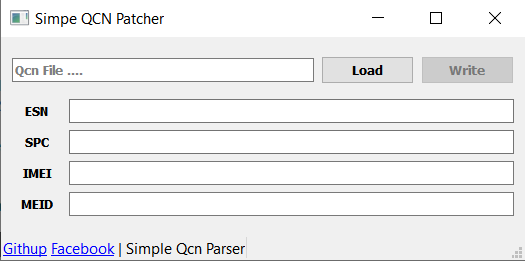 Simpe QCN Patcher
Qcn File .... Load Write
ESN
SPC
IMEI
MEID
Githup Facebook | Simple Qcn Parser